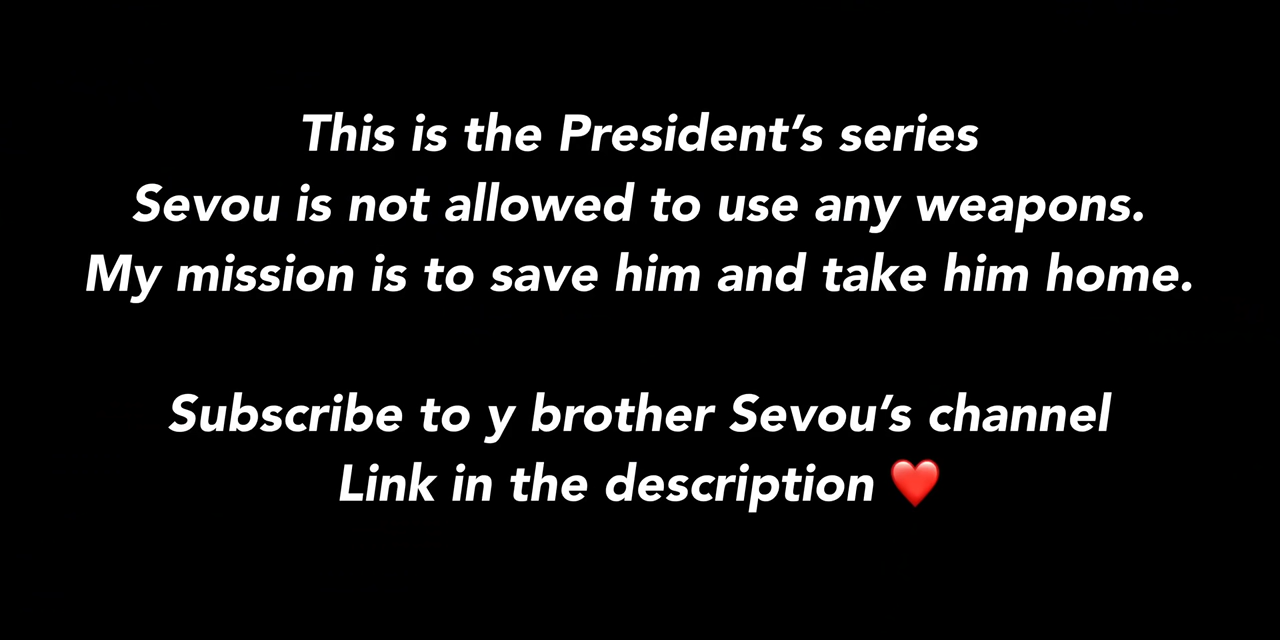 This is the President’s series
Sevou is not allowed to use any weapons.
My mission is to save him and take him home.
Subscribe to y brother Sevou’s channel
Link in the description ❤️